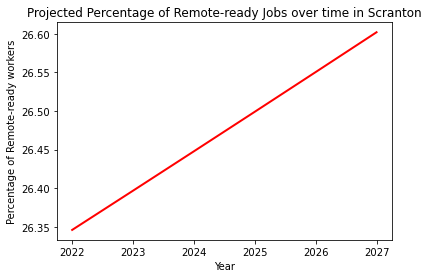 Projected Percentage of Remote-ready Jobs over time in Scranton
Percentage of Remote-ready workers
26.60
26.55
26.50
26.45
26.40
26.35
2022 2023 2024 2025 2026 2027
Year